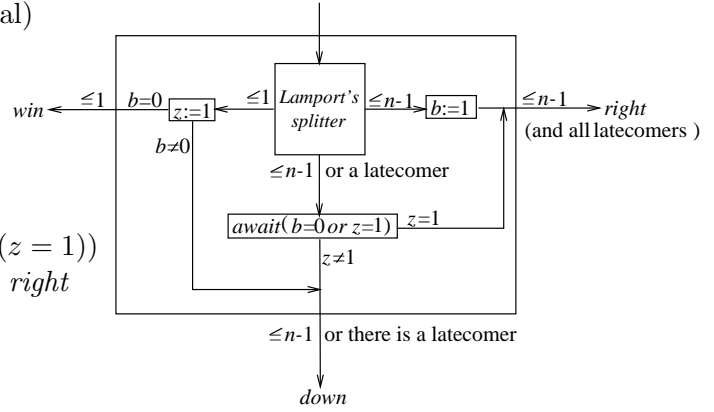 al)
win ≤1 b=0 z:=1 ≤1 Lamport's splitter ≤n-1 b:=1 ≤n-1 right
(and all latecomers )
b≠0
≤n-1 or a latecomer
await(b=0 or z=1) z=1
(z = 1))
z≠1
right
≤n-1 or there is a latecomer
down